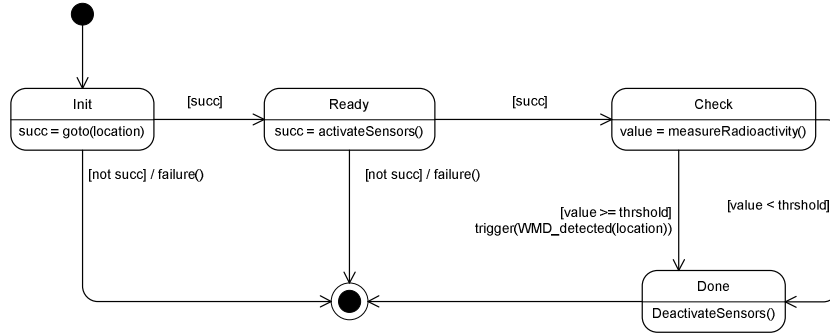 Init
succ = goto(location)
[succ]
Ready
succ = activateSensors()
[succ]
Check
value = measureRadioactivity()
[not succ] / failure()
[not succ] / failure()
[value >= thrshold]
trigger(WMD_detected(location))
[value < thrshold]
Done
DeactivateSensors()